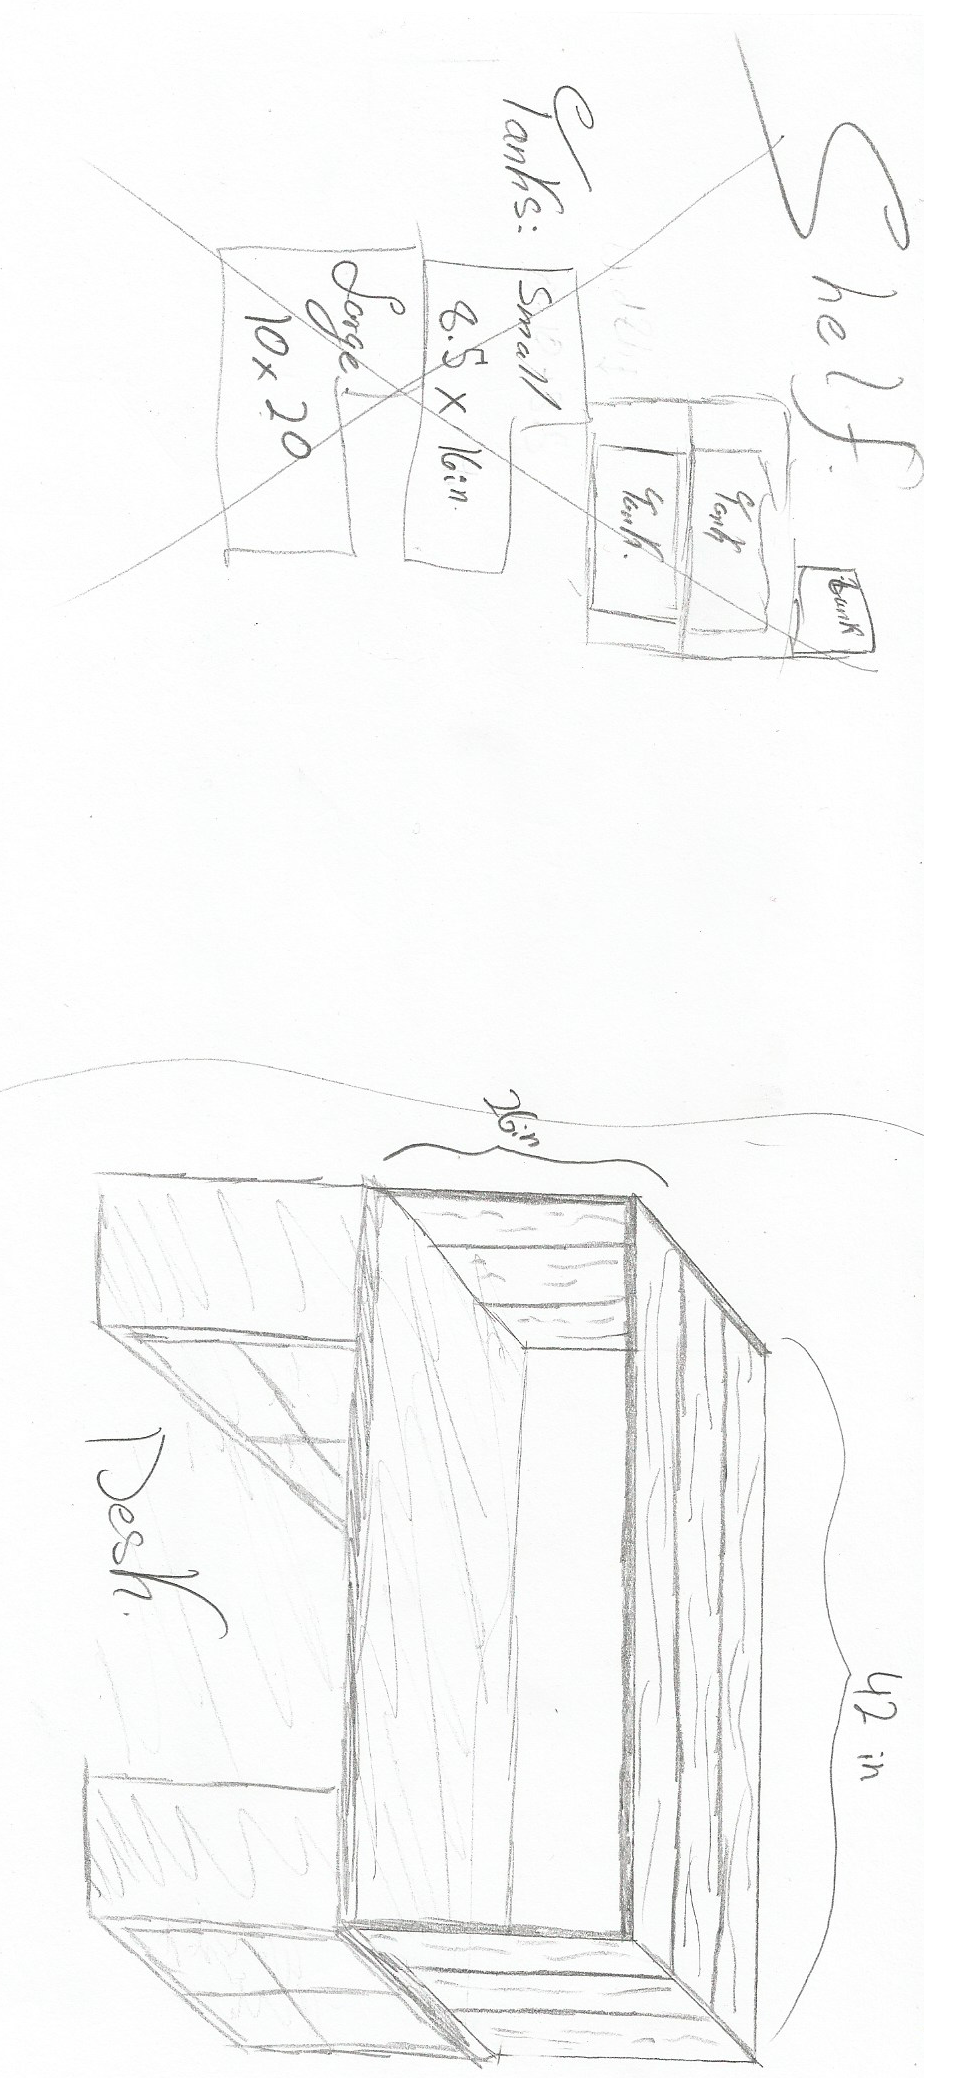 Shelf.
tank
Tank
Tank.
Tanks:
Small
8.5 x 16in.
Large
10 x 20
42 in
16in
Desk.